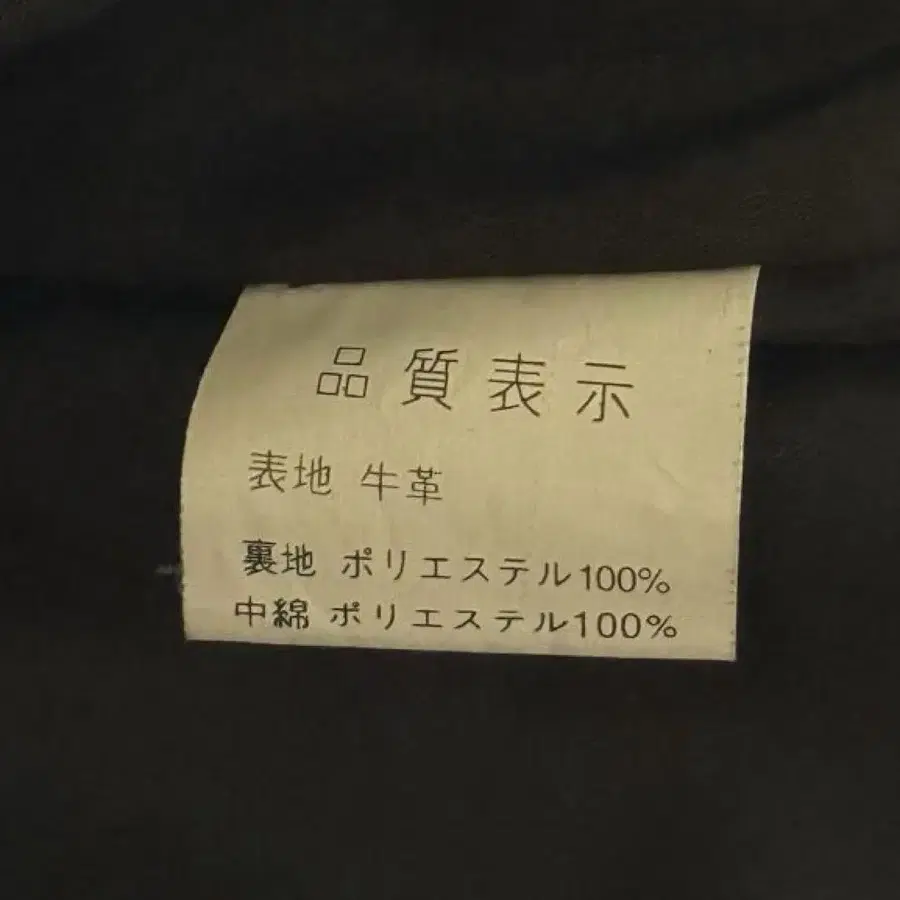 品質表示
表地 牛革
裏地 ポリエステル100%
中綿 ポリエステル100%